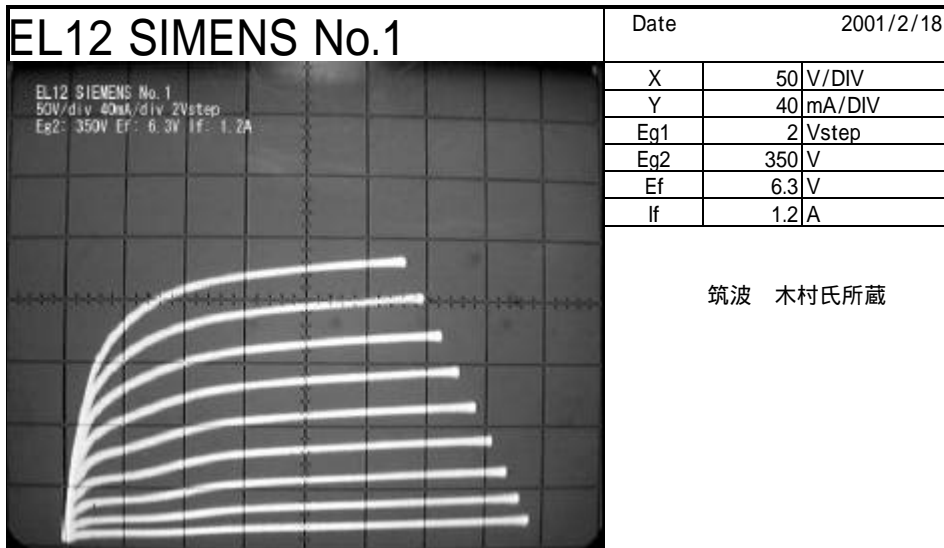 EL12 SIMENS No.1
Date 2001/2/18
EL12 SIEMENS No.1
50V/div 40mA/div 2Vstep
Eg2: 350V Ef: 6.3V If: 1.2A
X 50 V/DIV
Y 40 mA/DIV
Eg1 2 Vstep
Eg2 350 V
Ef 6.3 V
If 1.2 A
筑波 木村氏所蔵